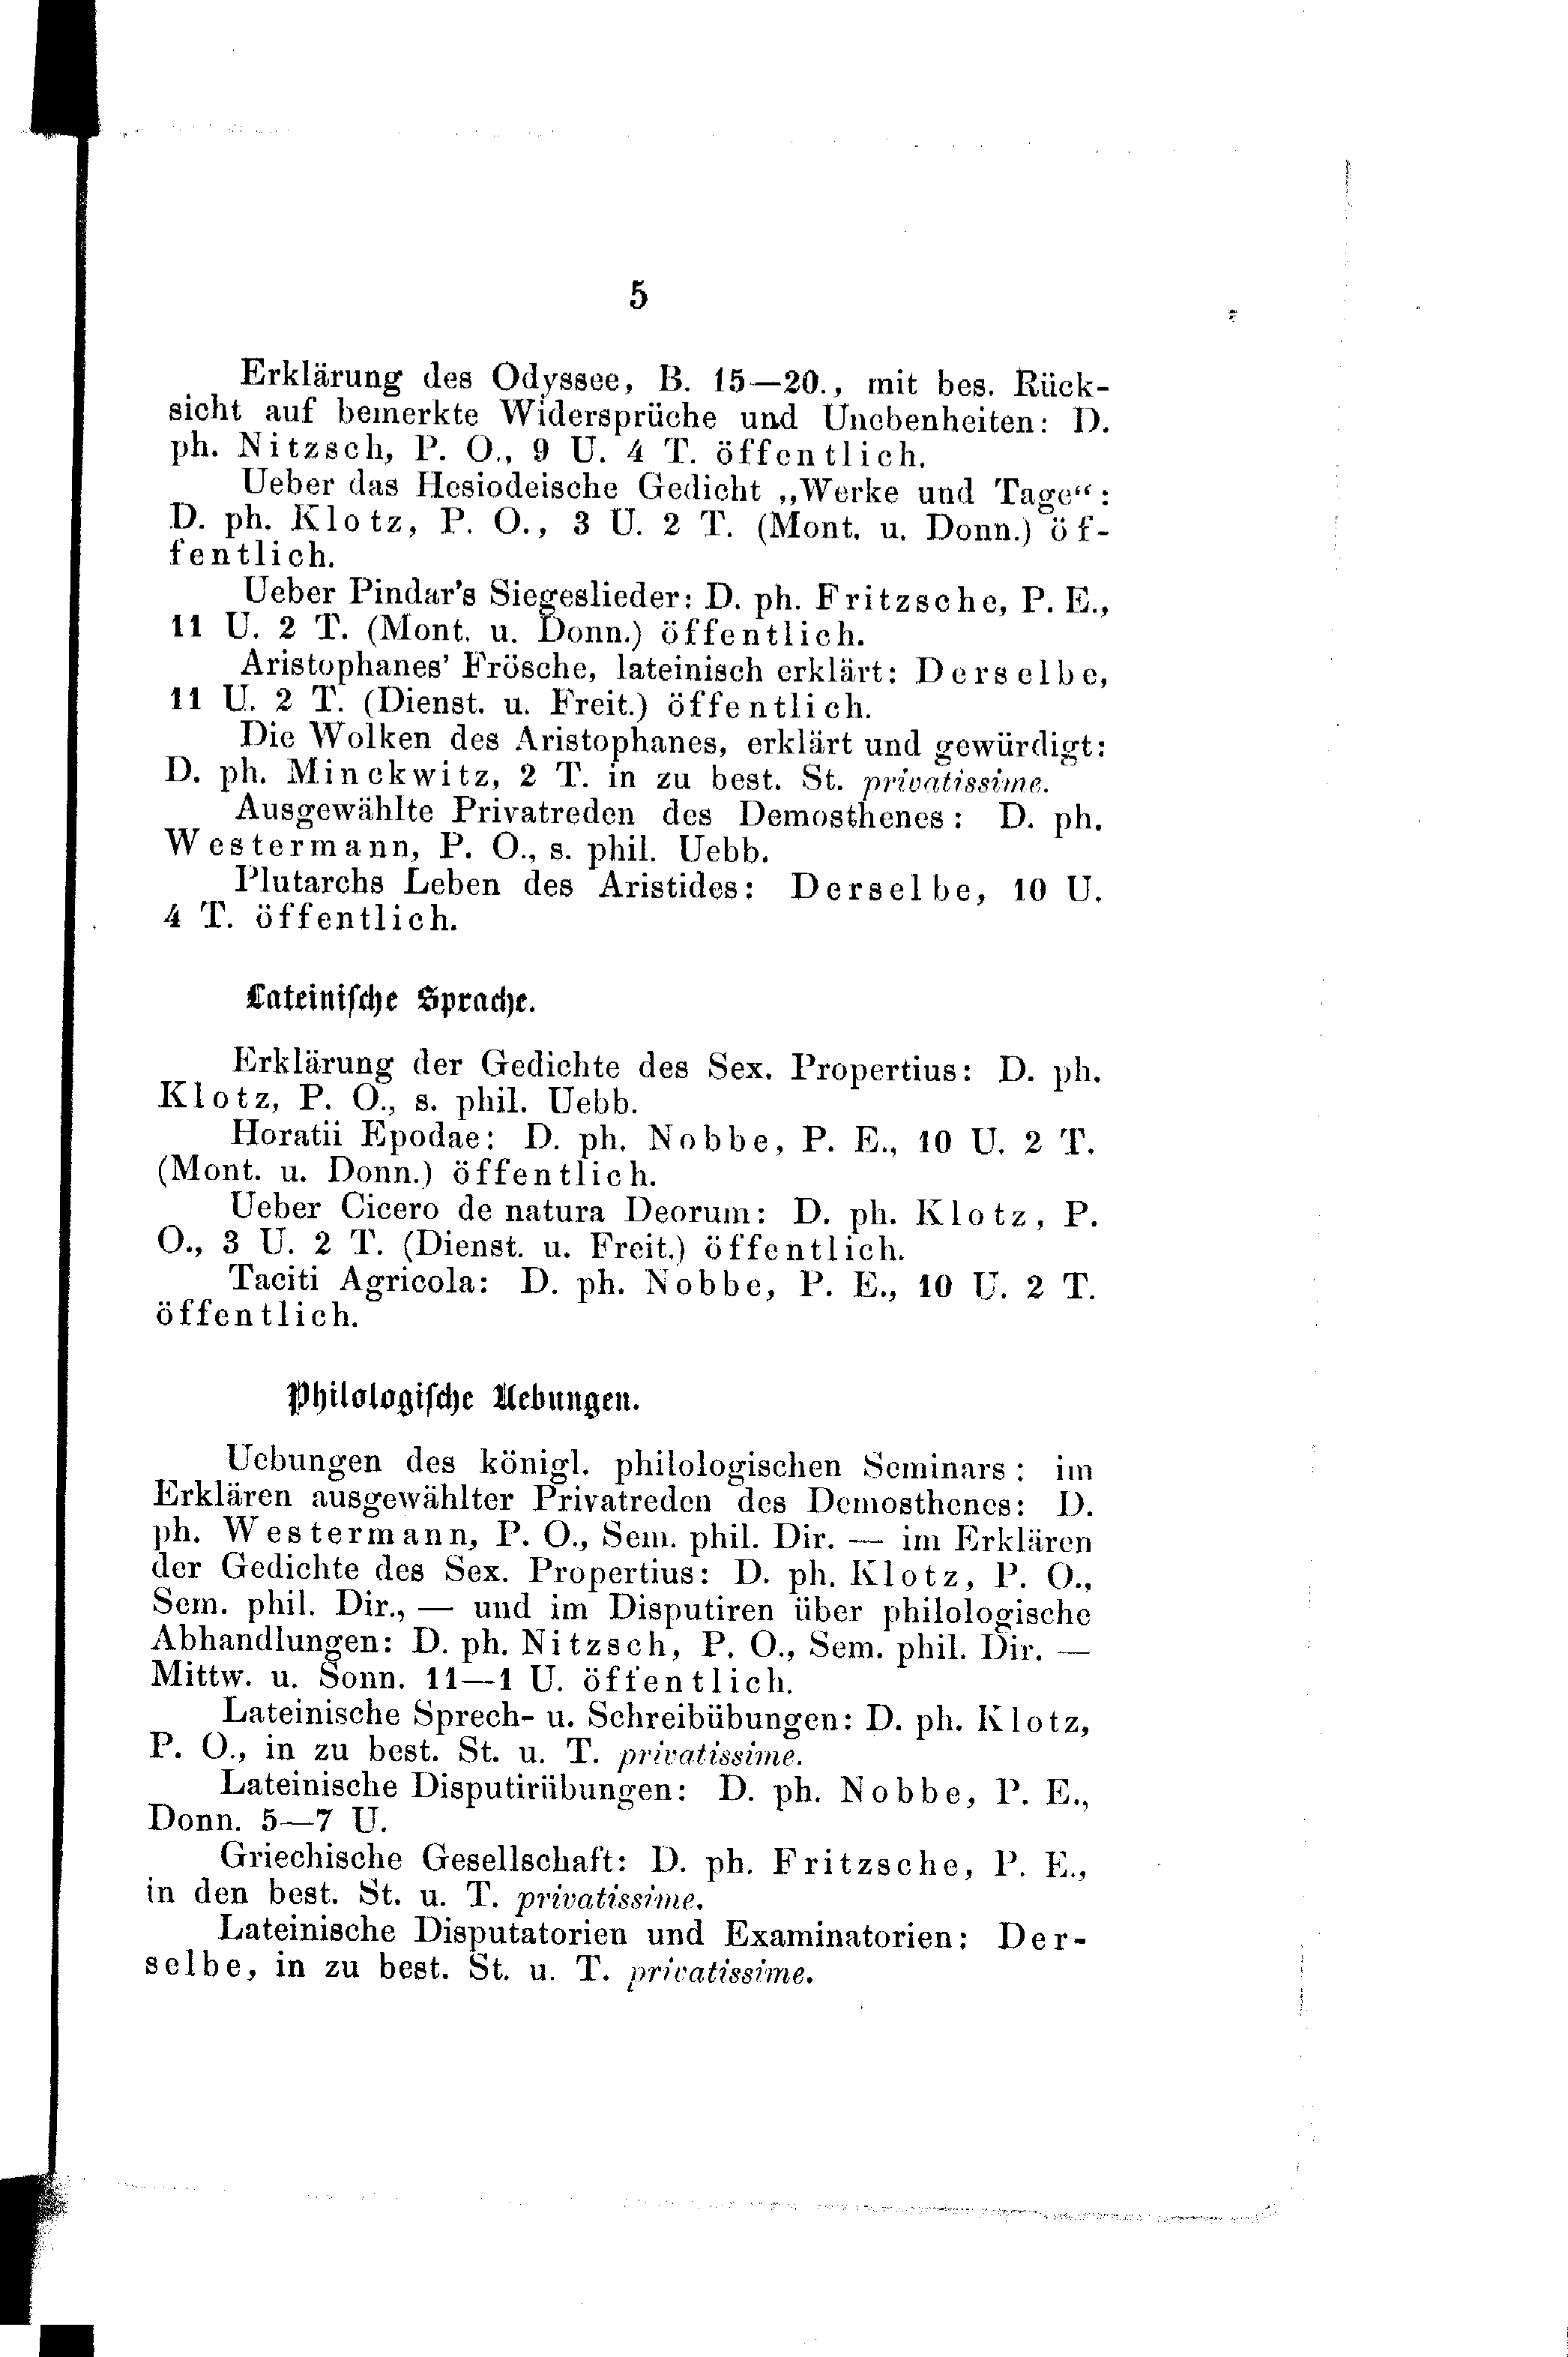 5
Erklärung des Odyssee, B. 15—20., mit bes. Rück-
sicht auf bemerkte Widersprüche und Unebenheiten: D.
ph. Nitzsch, P. O., 9 U. 4 T. öffentlich.
Ueber das Hesiodeische Gedicht „Werke und Tage“:
D. ph. Klotz, P. O., 3 U. 2 T. (Mont. u. Donn.) öf-
fentlich.
Ueber Pindar's Siegeslieder: D. ph. Fritzsche, P. E.,
11 U. 2 T. (Mont. u. Donn.) öffentlich.
Aristophanes' Frösche, lateinisch erklärt: Derselbe,
11 U. 2 T. (Dienst. u. Freit.) öffentlich.
Die Wolken des Aristophanes, erklärt und gewürdigt:
D. ph. Minckwitz, 2 T. in zu best. St. privatissime.
Ausgewählte Privatreden des Demosthenes: D. ph.
Westermann, P. O., s. phil. Uebb.
Plutarchs Leben des Aristides: Derselbe, 10 U.
4 T. öffentlich.
Lateiniſche Sprache.
Erklärung der Gedichte des Sex. Propertius: D. ph.
Klotz, P. O., s. phil. Uebb.
Horatii Epodae: D. ph. Nobbe, P. E., 10 U. 2 T.
(Mont. u. Donn.) öffentlich.
Ueber Cicero de natura Deorum: D. ph. Klotz, P.
O., 3 U. 2 T. (Dienst. u. Freit.) öffentlich.
Taciti Agricola: D. ph. Nobbe, P. E., 10 U. 2 T.
öffentlich.
Philologiſche Uebungen.
Uebungen des königl. philologischen Seminars: im
Erklären ausgewählter Privatreden des Demosthenes: D.
ph. Westermann, P. O., Sem. phil. Dir. — im Erklären
der Gedichte des Sex. Propertius: D. ph. Klotz, P. O.,
Sem. phil. Dir., — und im Disputiren über philologische
Abhandlungen: D. ph. Nitzsch, P. O., Sem. phil. Dir. —
Mittw. u. Sonn. 11—1 U. öffentlich.
Lateinische Sprech- u. Schreibübungen: D. ph. Klotz,
P. O., in zu best. St. u. T. privatissime.
Lateinische Disputirübungen: D. ph. Nobbe, P. E.,
Donn. 5—7 U.
Griechische Gesellschaft: D. ph. Fritzsche, P. E.,
in den best. St. u. T. privatissime.
Lateinische Disputatorien und Examinatorien: Der-
selbe, in zu best. St. u. T. privatissime.